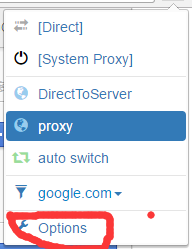 [Direct]
[System Proxy]
DirectToServer
proxy
auto switch
google.com
Options